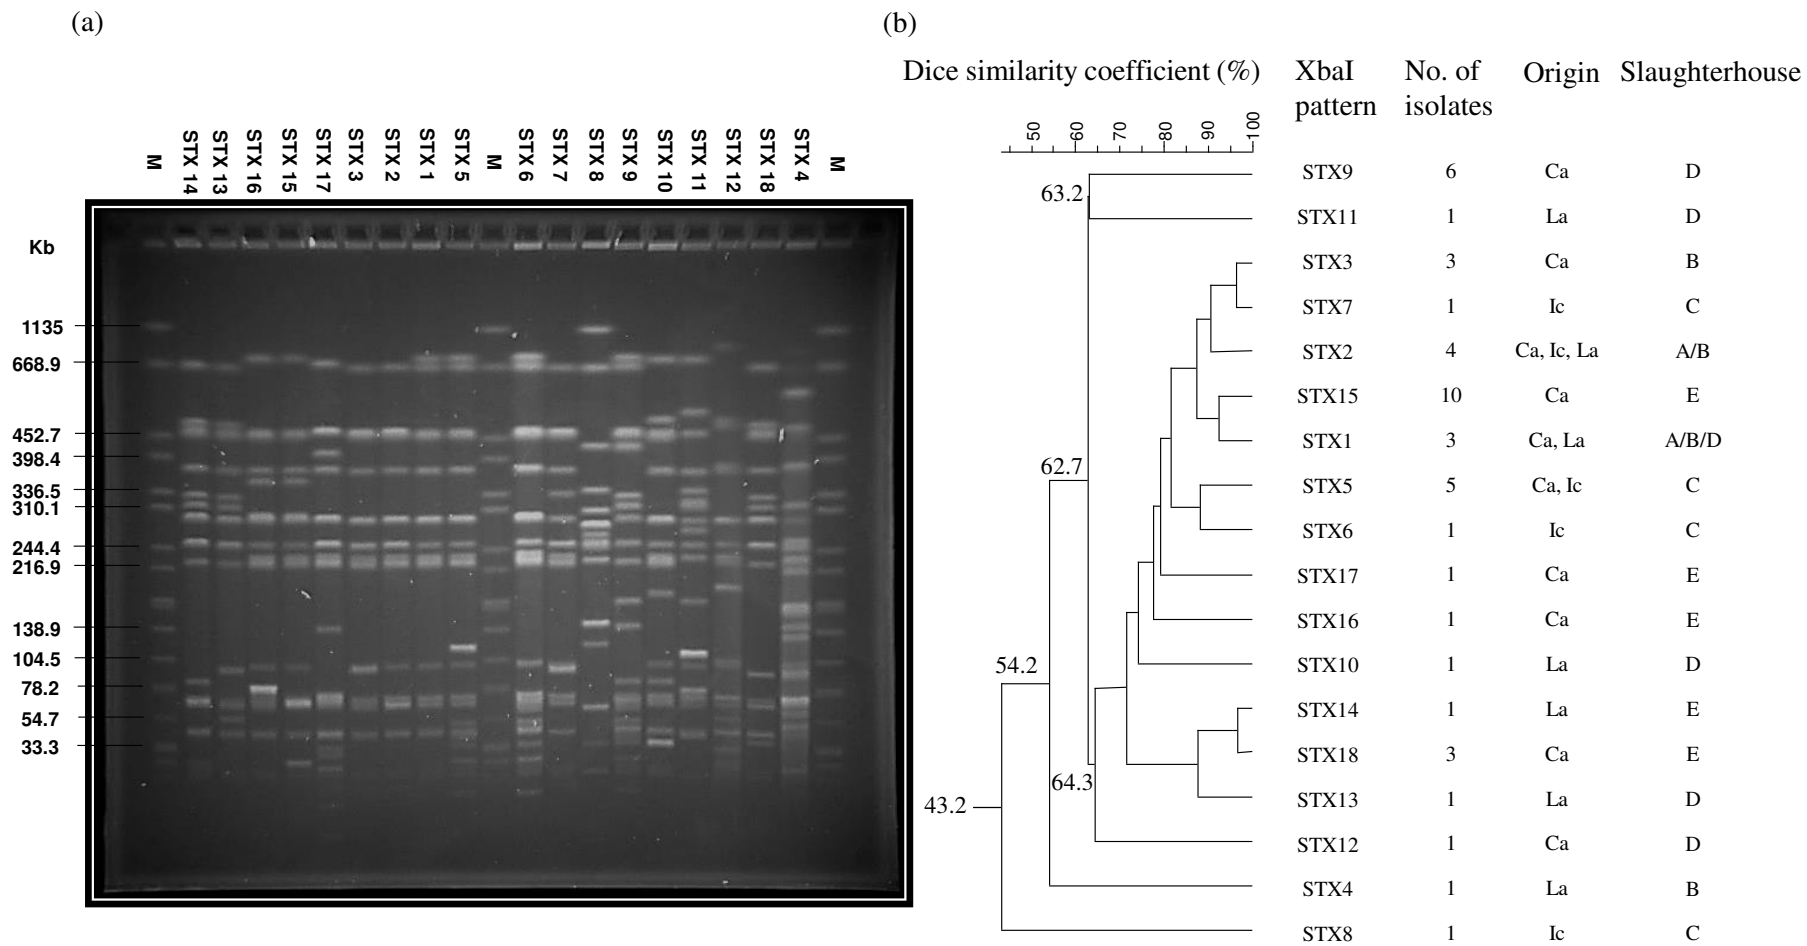 (a)
M STX 14 STX 13 STX 16 STX 15 STX 17 STX 3 STX 2 STX 1 STX 5 M STX 6 STX 7 STX 8 STX 9 STX 10 STX 11 STX 12 STX 18 STX 4 M
Kb
1135
668.9
452.7
398.4
336.5
310.1
244.4
216.9
138.9
104.5
78.2
54.7
33.3
(b)
Dice similarity coefficient (%) XbaI pattern No. of isolates Origin Slaughterhouse
50 60 70 80 90 100
STX9 6 Ca D
63.2
STX11 1 La D
STX3 3 Ca B
STX7 1 Ic C
STX2 4 Ca, Ic, La A/B
STX15 10 Ca E
STX1 3 Ca, La A/B/D
62.7
STX5 5 Ca, Ic C
STX6 1 Ic C
STX17 1 Ca E
STX16 1 Ca E
STX10 1 La D
54.2
STX14 1 La E
STX18 3 Ca E
64.3
STX13 1 La D
43.2
STX12 1 Ca D
STX4 1 La B
STX8 1 Ic C